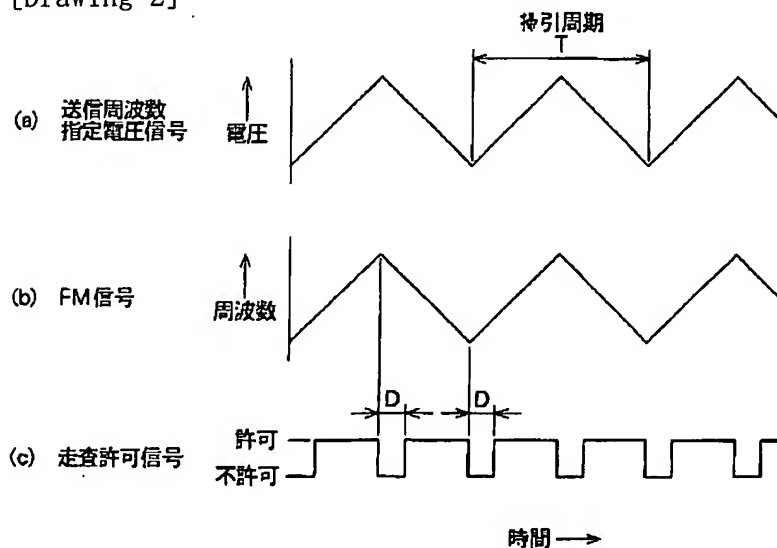 [Drawing 2]
掃引周期
T
(a) 送信周波数
指定電圧信号
電圧
(b) FM信号
周波数
D D
(c) 走査許可信号
許可
不許可
時間